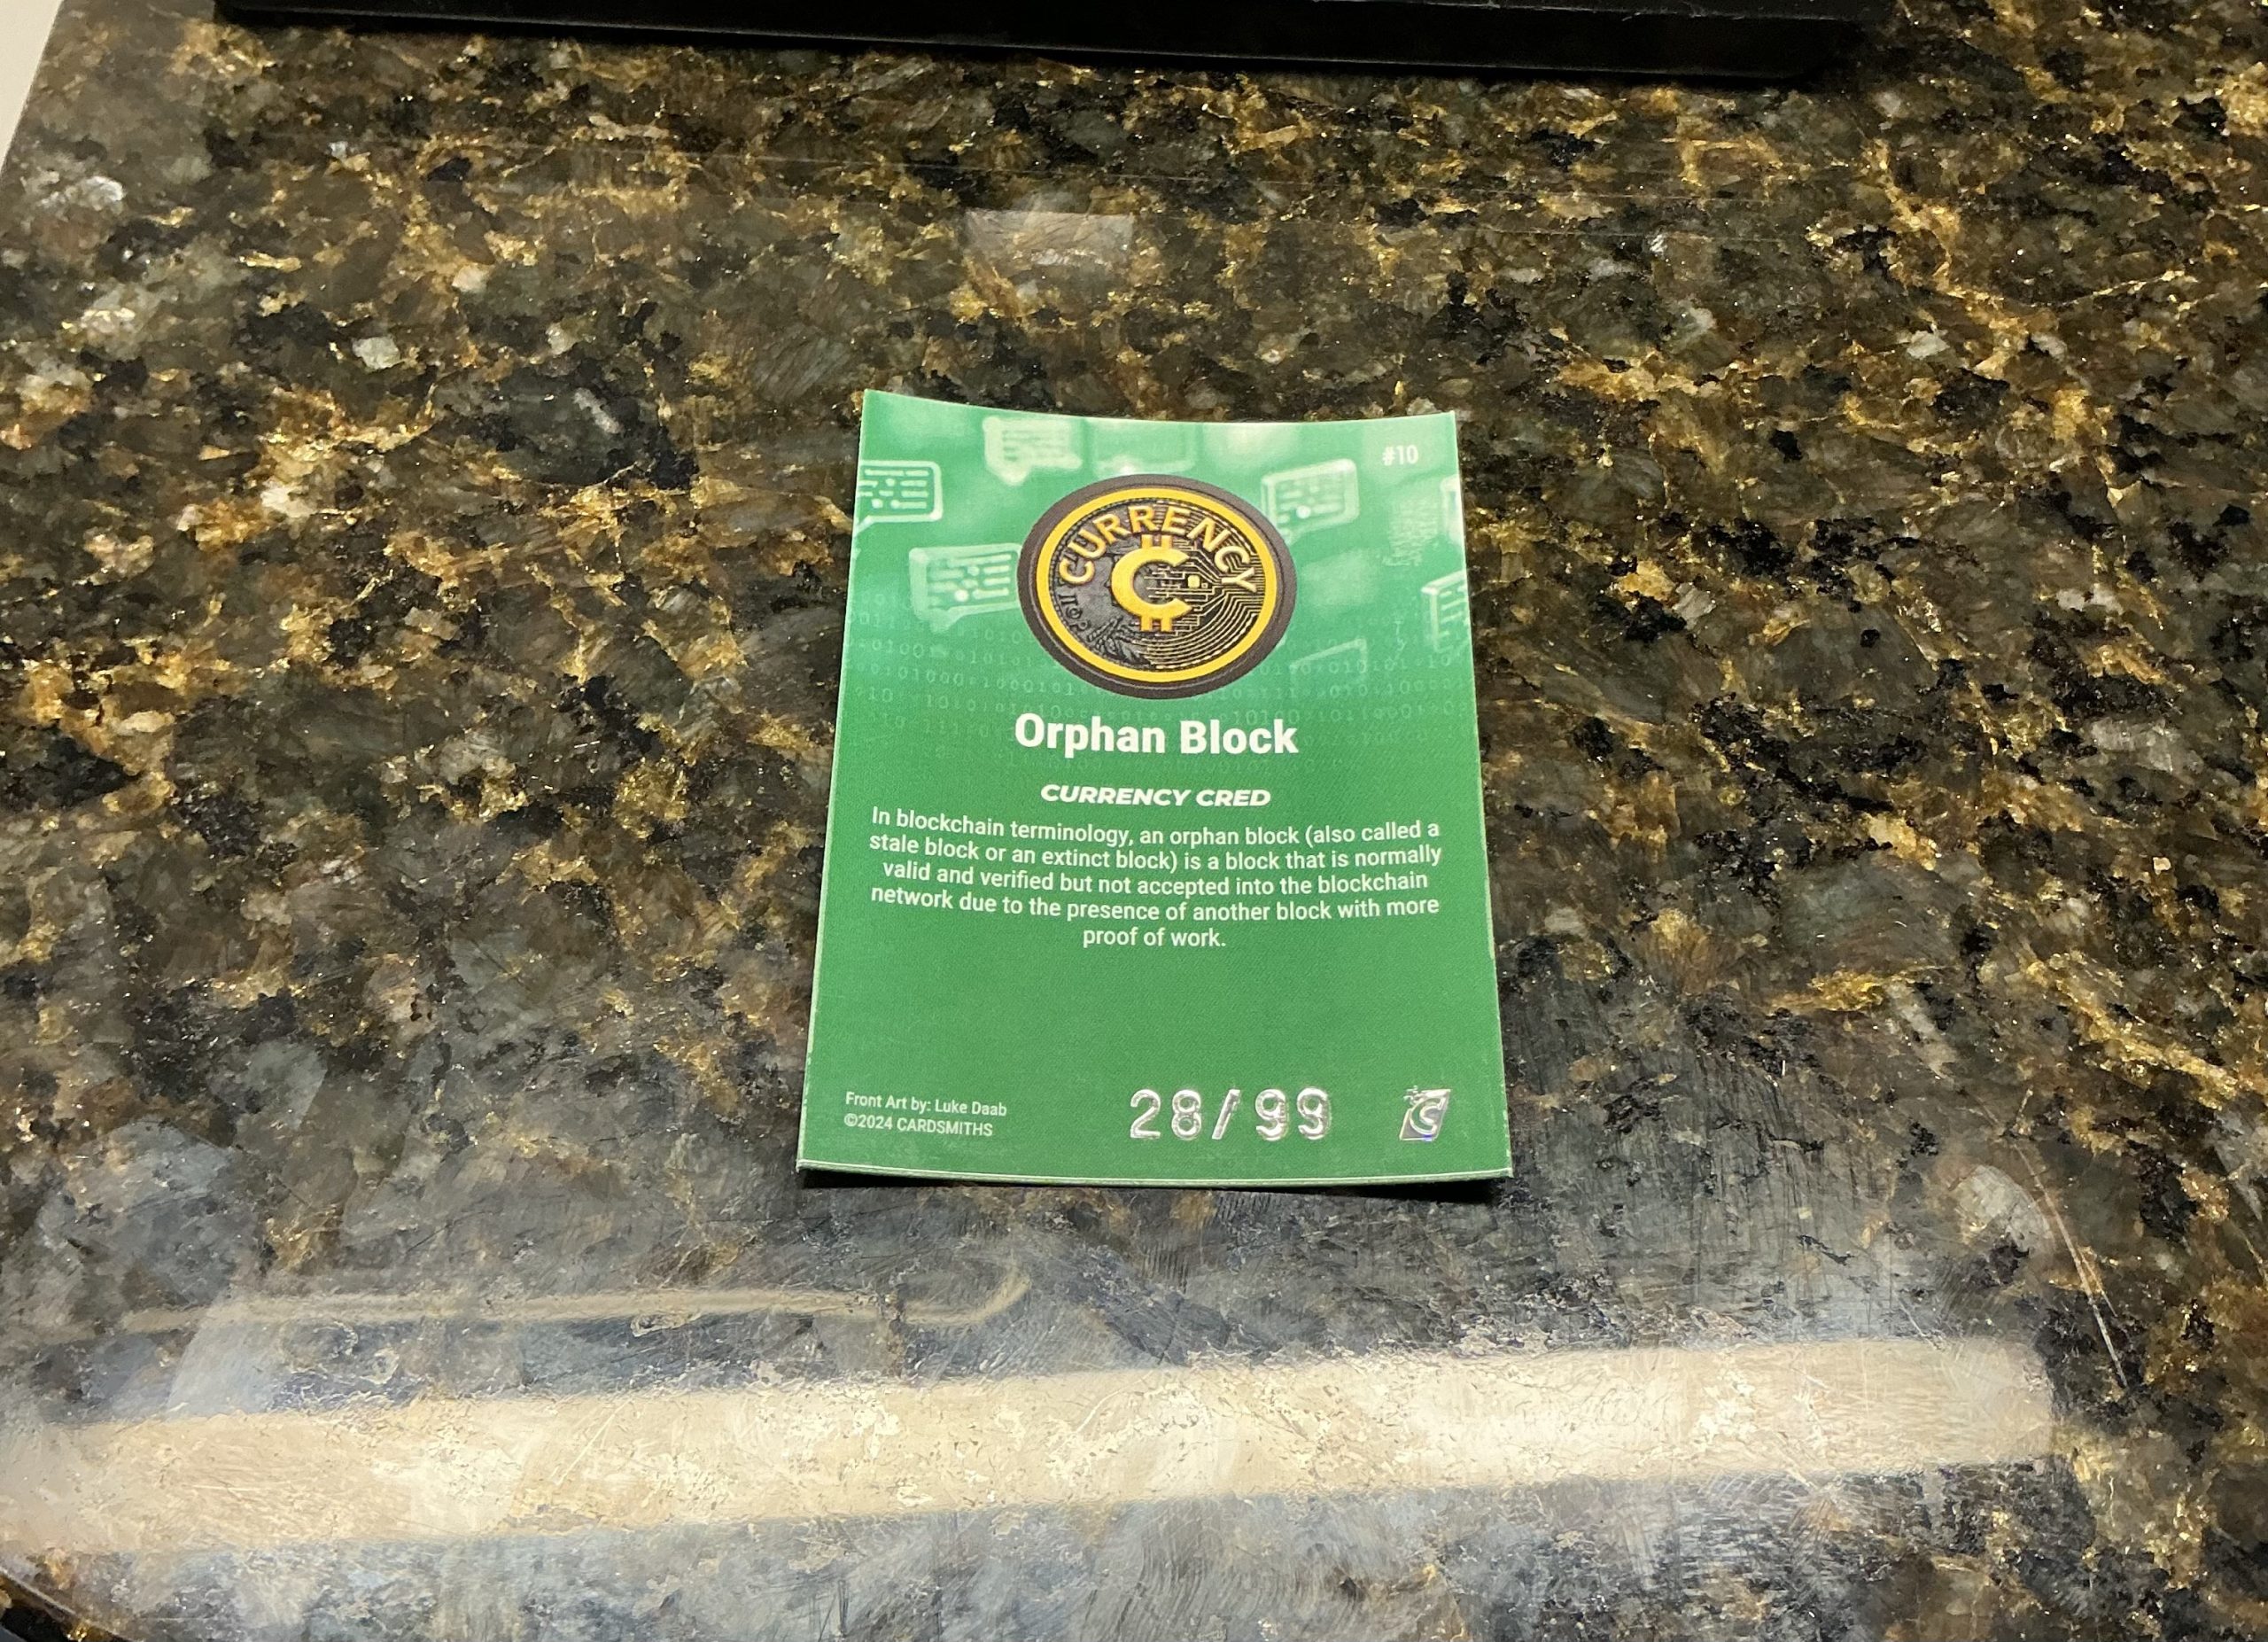 #10
CURRENCY
Orphan Block
CURRENCY CRED
In blockchain terminology, an orphan block (also called a
stale block or an extinct block) is a block that is normally
valid and verified but not accepted into the blockchain
network due to the presence of another block with more
proof of work.
Front Art by: Luke Daab
©2024 CARDSMITHS
28/99